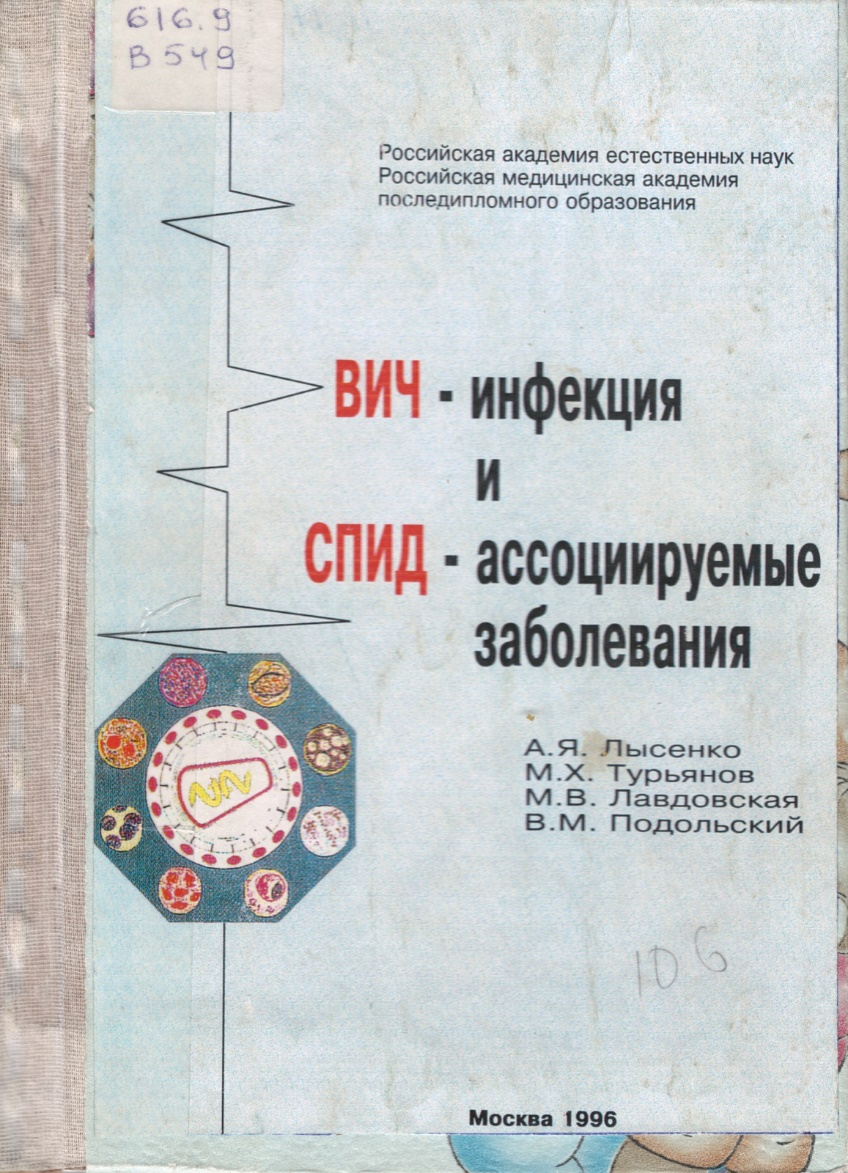 616.9
В 549
Российская академия естественных наук
Российская медицинская академия
последипломного образования
ВИЧ - инфекция
и
СПИД - ассоциируемые
заболевания
А.Я. Лысенко
М.Х. Турьянов
М.В. Лавдовская
В.М. Подольский
106
Москва 1996